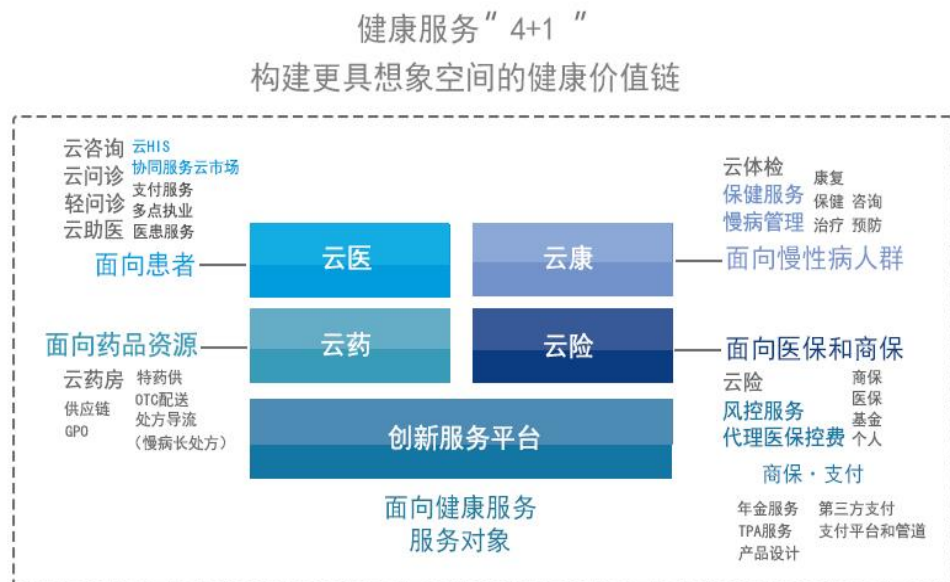 健康服务“4+1 ”
构建更具想象空间的健康价值链
云咨询 云HIS
云问诊 协同服务云市场
轻问诊 支付服务
云助医 多点执业
医患服务
面向患者
云医
云康
云体检
保健服务
慢病管理
康复
保健 咨询
治疗 预防
面向慢性病人群
面向药品资源
云药
云药房 特药供
供应链 OTC配送
GPO 处方导流
(慢病长处方)
云险
面向医保和商保
云险
风控服务
代理医保控费
商保
医保
基金
个人
商保·支付
年金服务 第三方支付
TPA服务 支付平台和管道
产品设计
创新服务平台
面向健康服务
服务对象